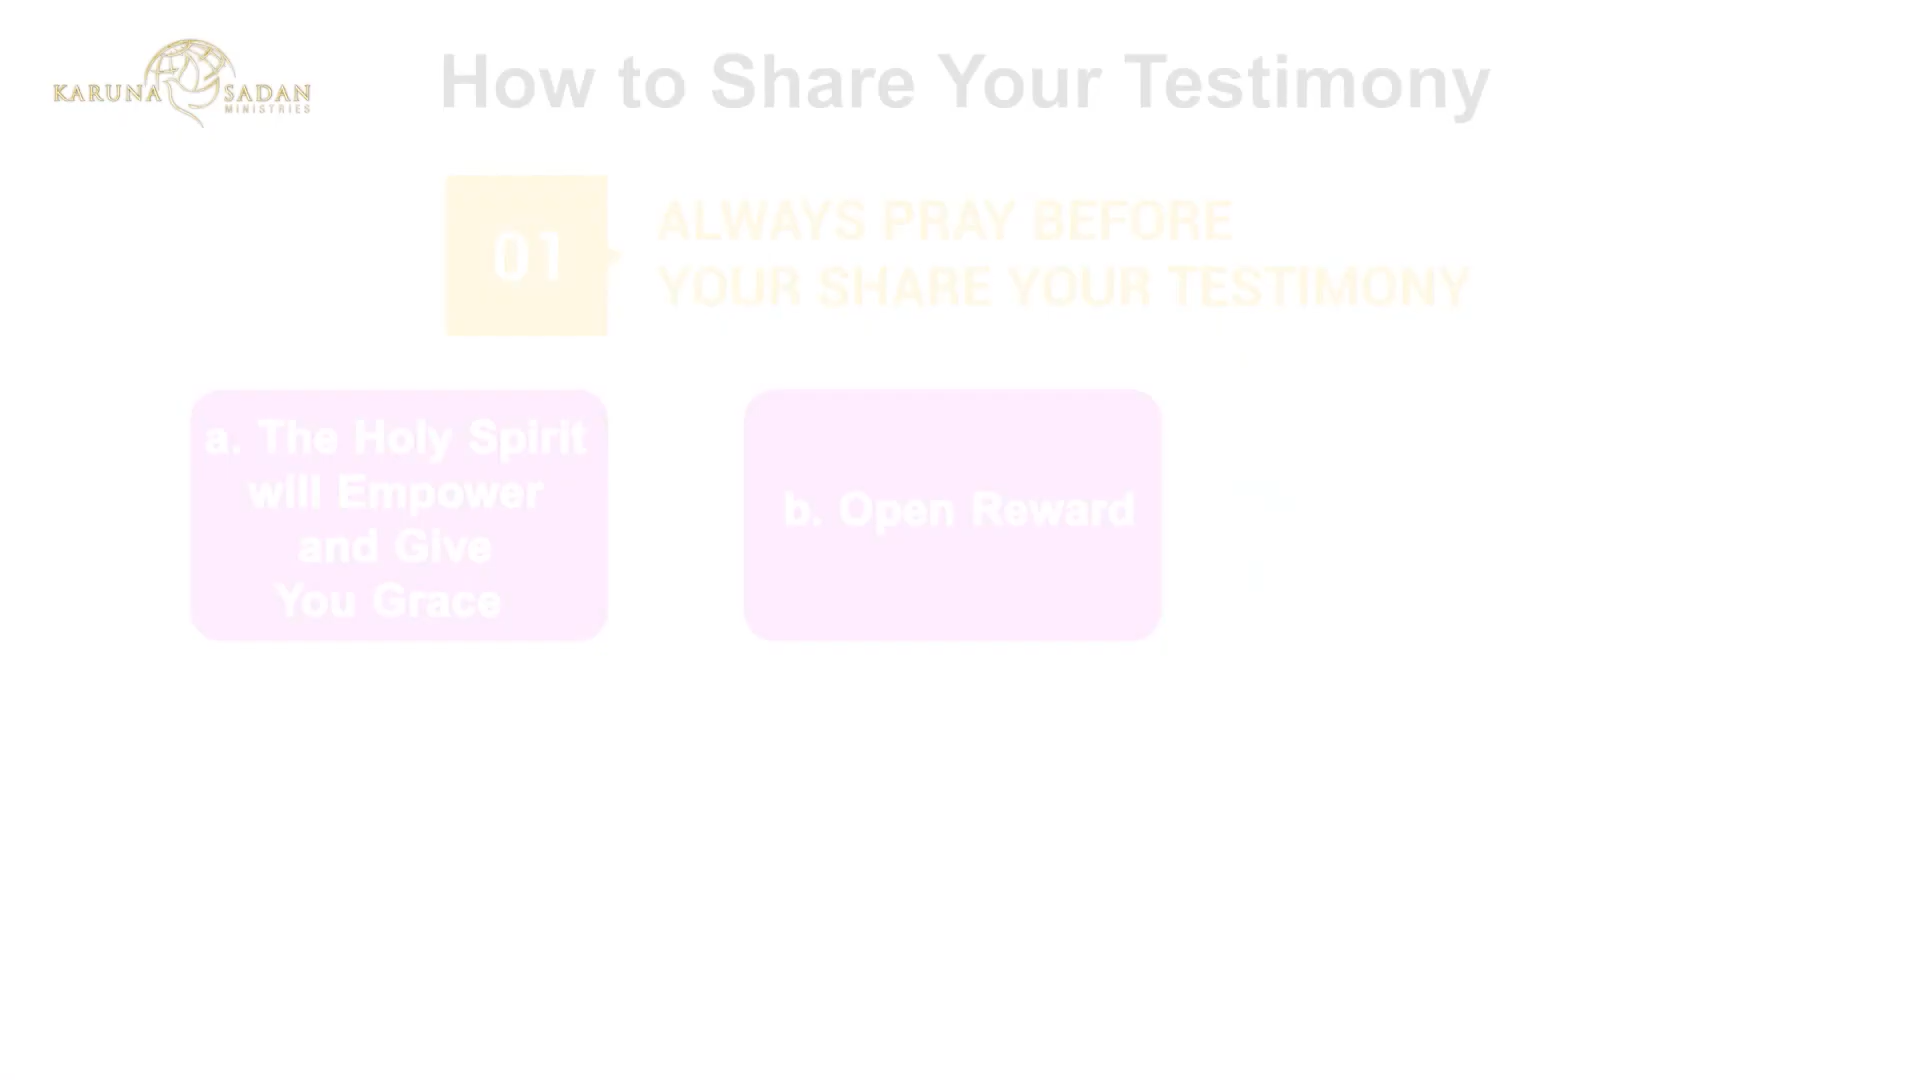 KARUNA SADAN
MINISTRIES
How to Share Your Testimony
01
ALWAYS PRAY BEFORE
YOUR SHARE YOUR TESTIMONY
a. The Holy Spirit
will Empower
and Give
You Grace
b. Open Reward